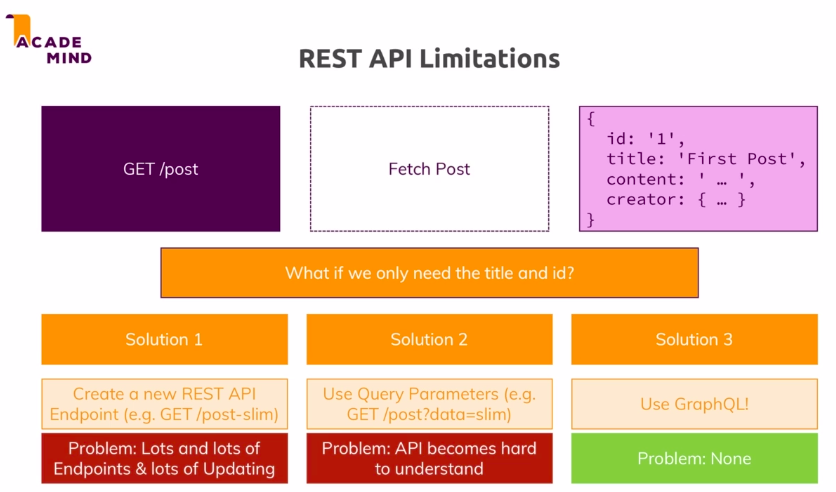 ACADE
MIND
REST API Limitations
GET /post
Fetch Post
{
id: '1',
title: 'First Post',
content: ' … ',
creator: { … }
}
What if we only need the title and id?
Solution 1
Solution 2
Solution 3
Create a new REST API
Endpoint (e.g. GET /post-slim)
Use Query Parameters (e.g.
GET /post?data=slim)
Use GraphQL!
Problem: Lots and lots of
Endpoints & lots of Updating
Problem: API becomes hard
to understand
Problem: None